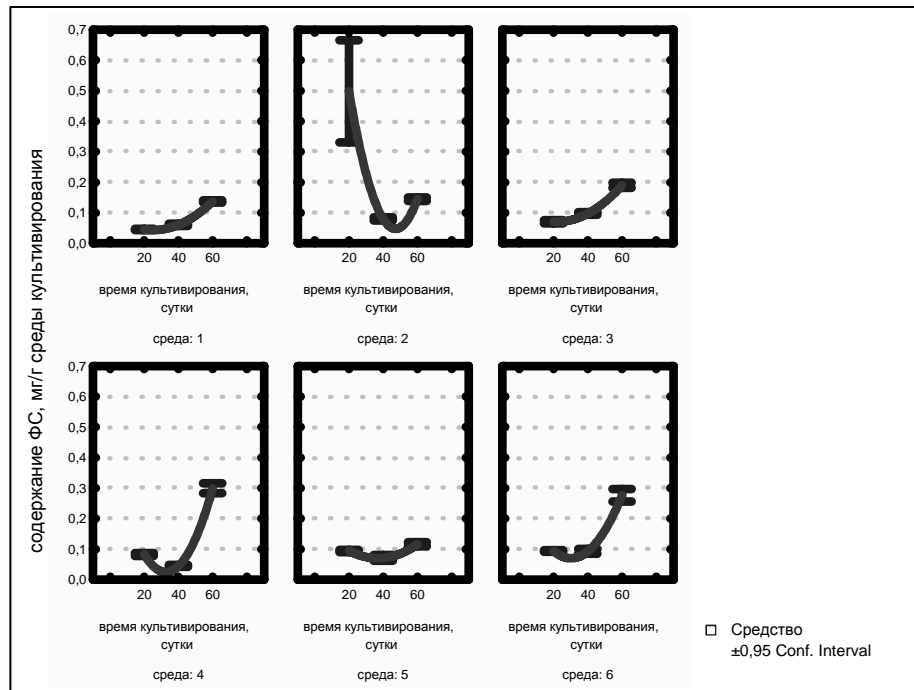 содержание ФС, мг/г среды культивирования
0,7
0,6
0,5
0,4
0,3
0,2
0,1
0,0
20 40 60
20 40 60
20 40 60
время культивирования,
сутки
среда: 1
время культивирования,
сутки
среда: 2
время культивирования,
сутки
среда: 3
0,7
0,6
0,5
0,4
0,3
0,2
0,1
0,0
20 40 60
20 40 60
20 40 60
время культивирования,
сутки
среда: 4
время культивирования,
сутки
среда: 5
время культивирования,
сутки
среда: 6
Средство
±0,95 Conf. Interval